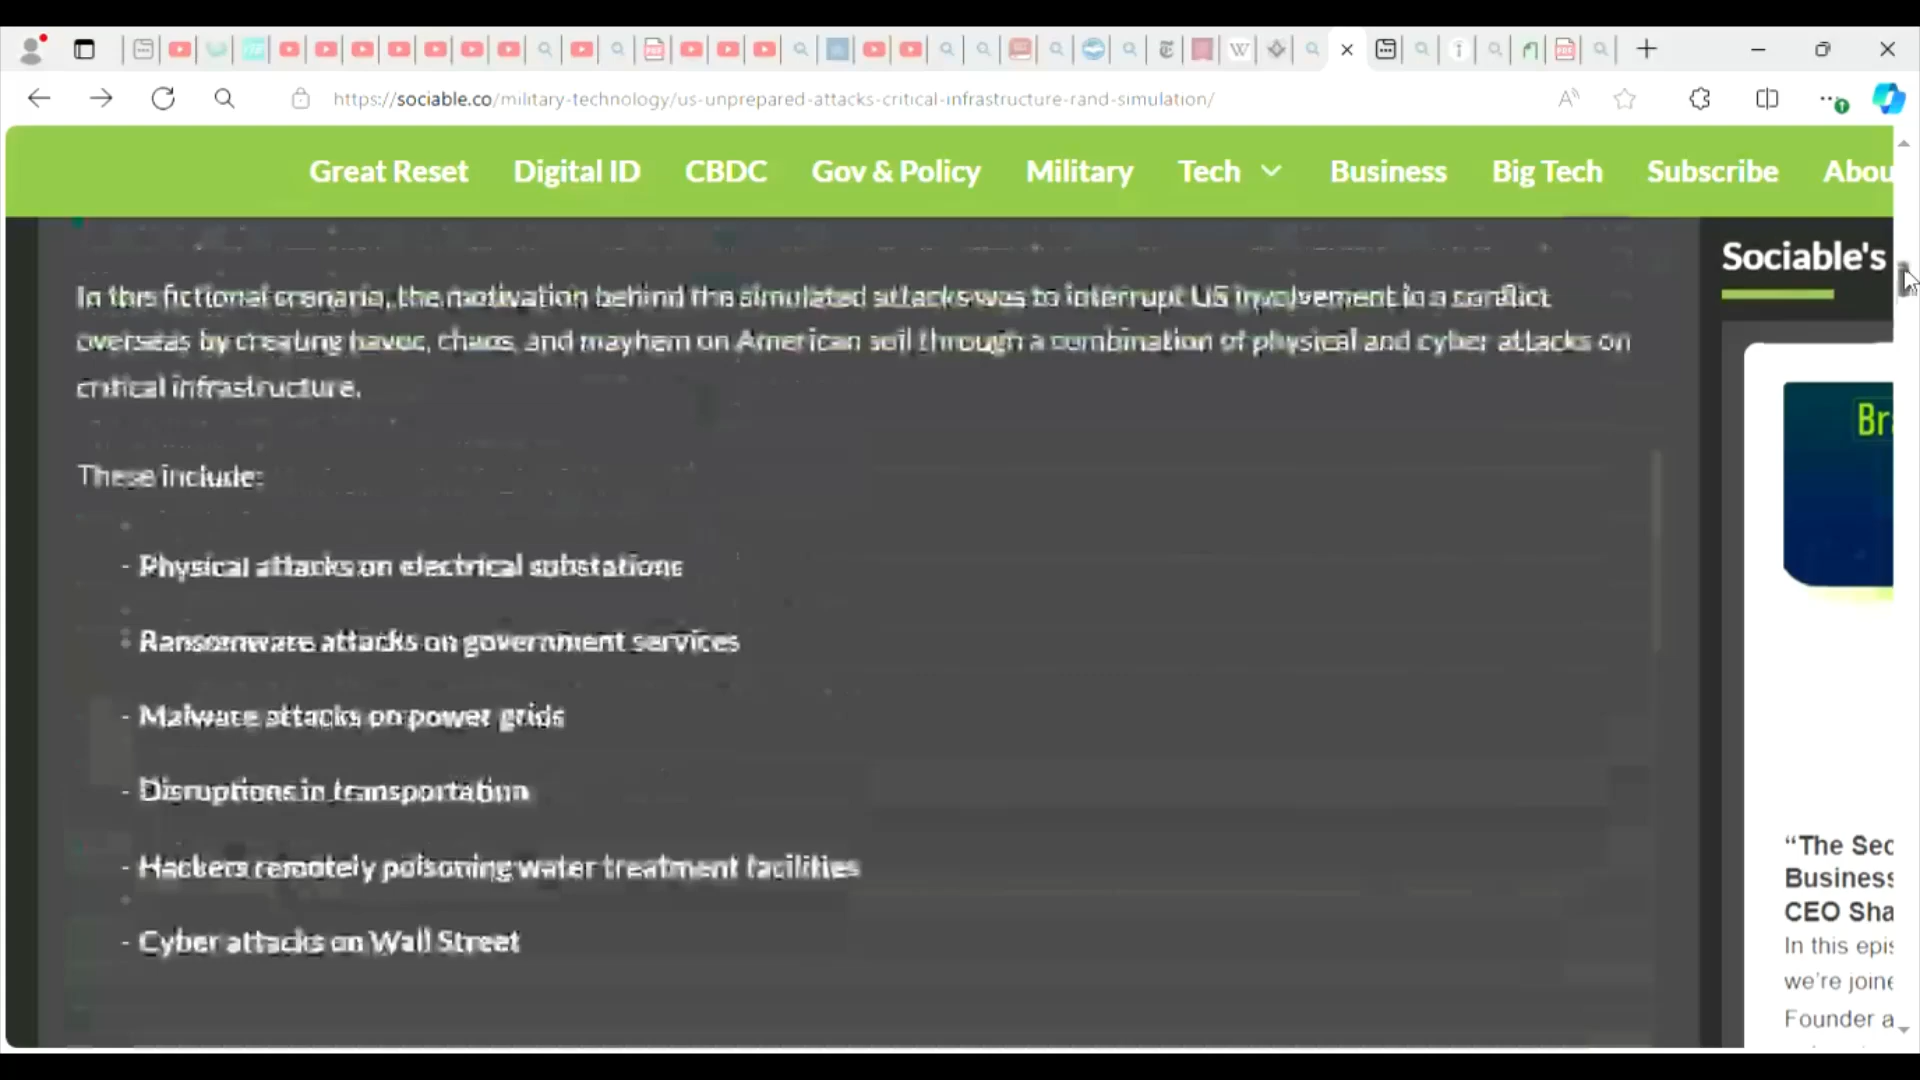 https://sociable.co/military-technology/us-unprepared-attacks-critical-infrastructure-rand-simulation/
Great Reset Digital ID CBDC Gov & Policy Military Tech Business Big Tech Subscribe Abou
In this fictional scenario, the motivation behind the simulated attacks was to interrupt US involvement in a conflict
overseas by creating havoc, chaos, and mayhem on American soil through a combination of physical and cyber attacks on
critical infrastructure.
These include:
- Physical attacks on electrical substations
- Ransomware attacks on government services
- Malware attacks on power grids
- Disruptions in transportation
- Hackers remotely poisoning water treatment facilities
- Cyber attacks on Wall Street
Sociable's
Br
“The Sec
Business
CEO Sha
In this epis
we're joine
Founder a